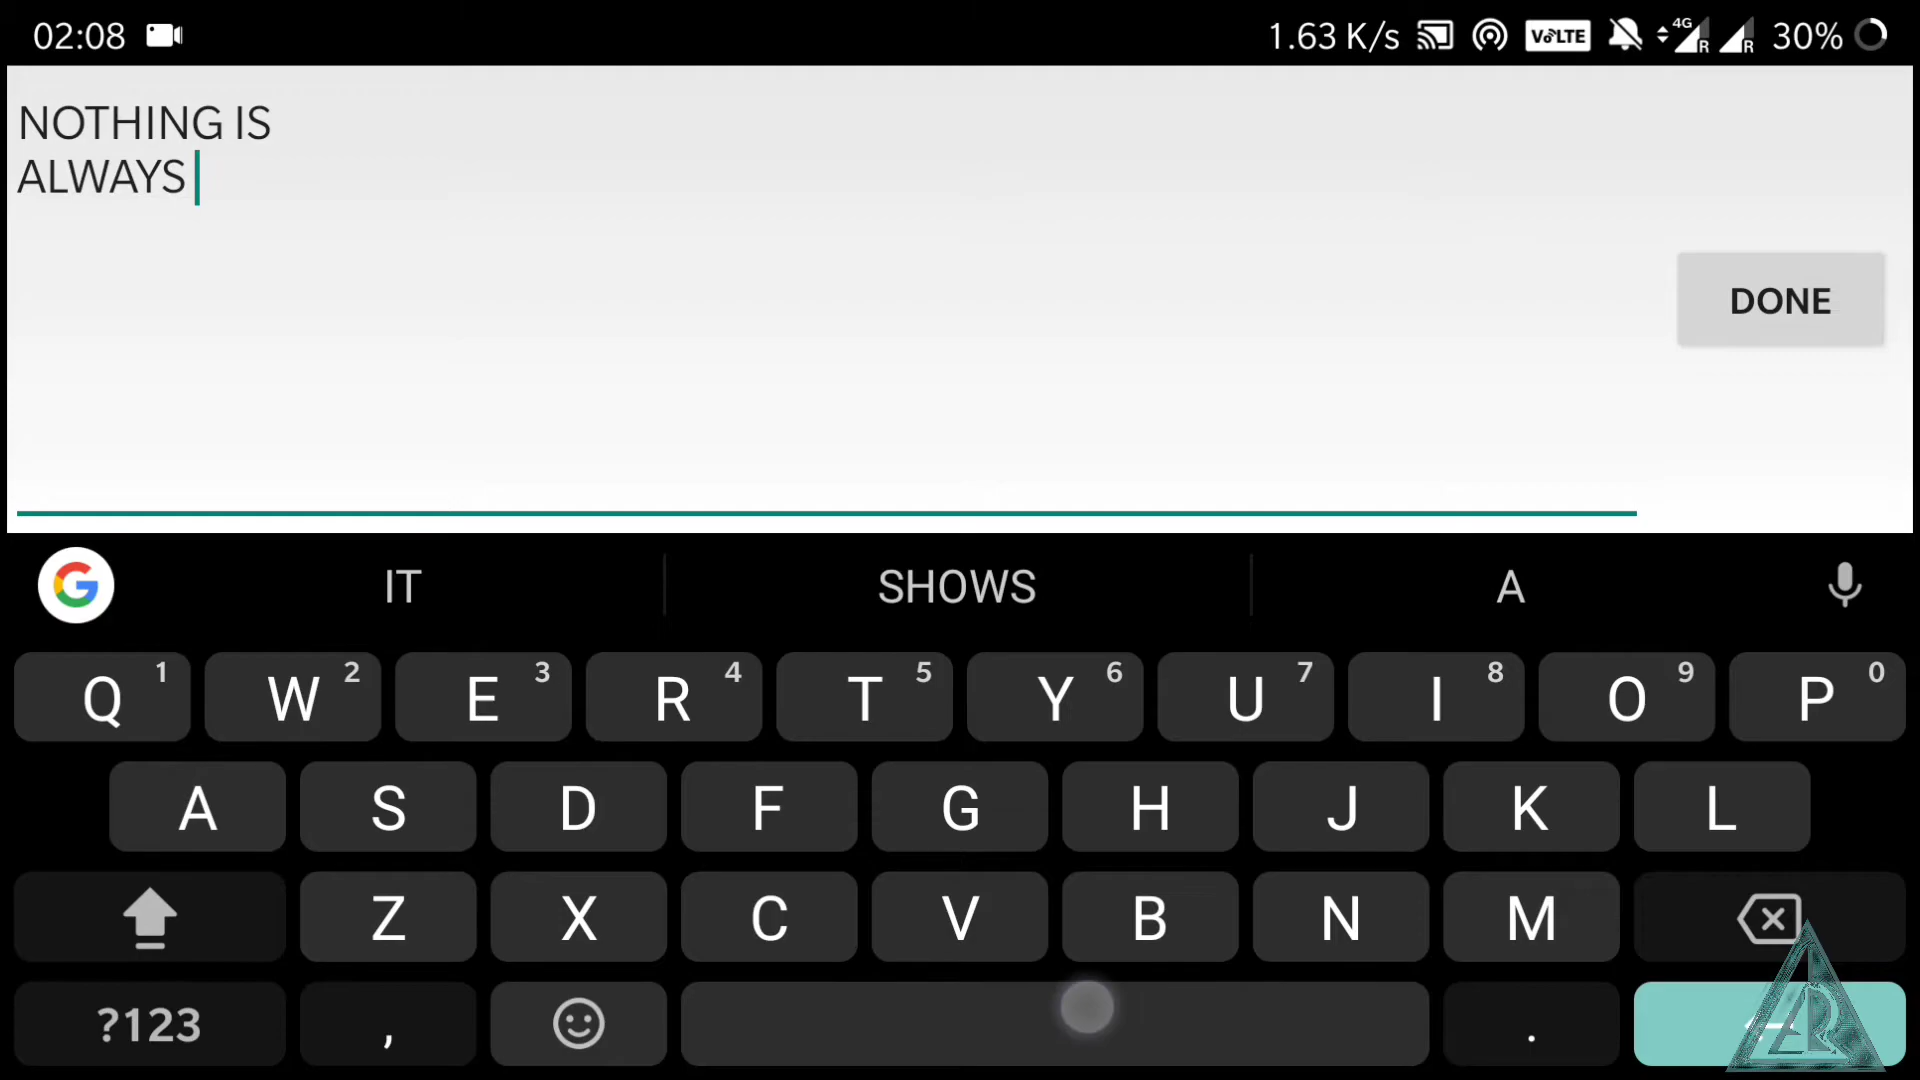 02:08 1.63 K/s VoLTE 4G R R 30%
NOTHING IS
ALWAYS
DONE
G IT SHOWS A
Q 1 W 2 E 3 R 4 T 5 Y 6 U 7 I 8 O 9 P 0
A S D F G H J K L
Z X C V B N M
?123 , .